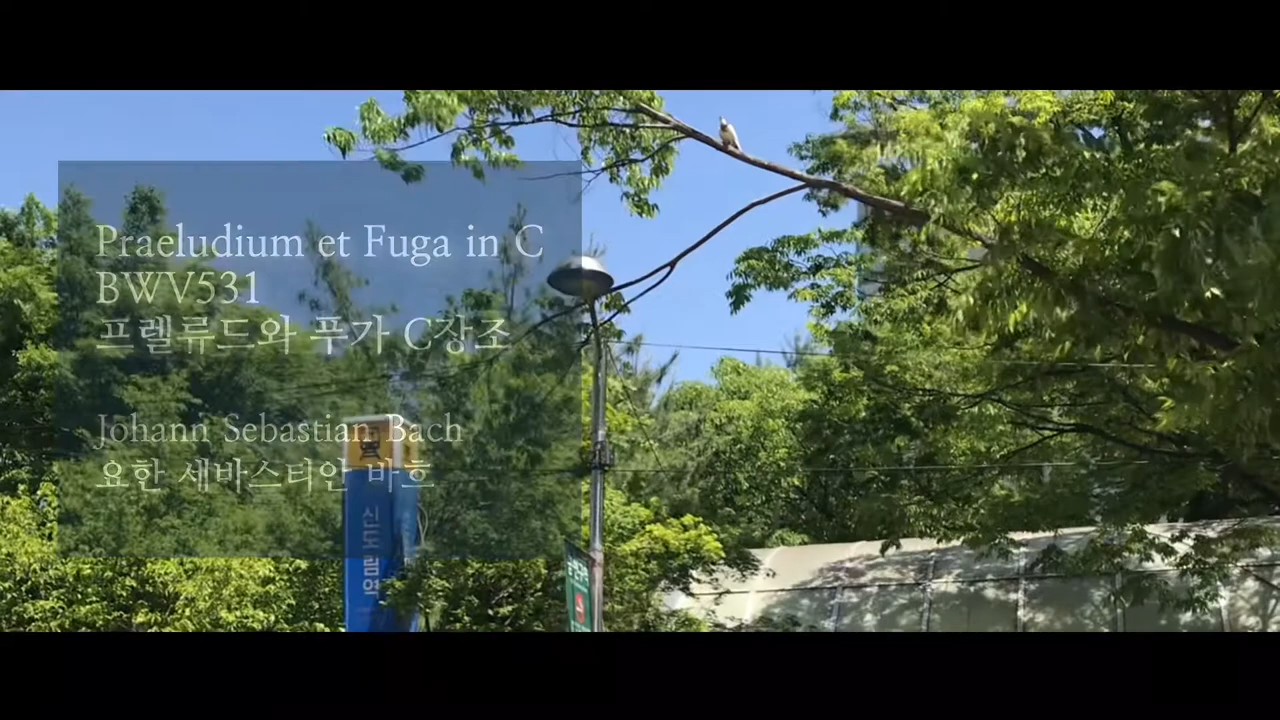 Praeludium et Fuga in C
BWV531
프렐류드와 푸가 C장조
Johann Sebastian Bach
요한 세바스티안 바흐
신도림역